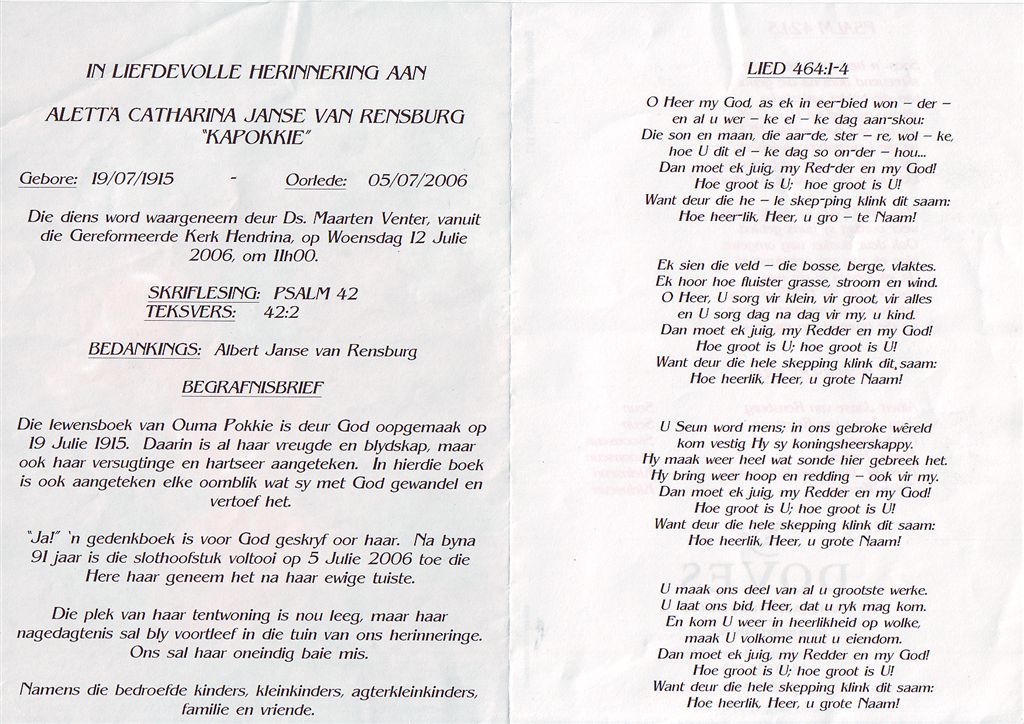 IN LIEFDEVOLLE HERINNERING AAN
ALETTA CATHARINA JANSE VAN RENSBURG
"KAPOKKIE"
Gebore: 19/07/1915 - Oorlede: 05/07/2006
Die diens word waargeneem deur Ds. Maarten Venter, vanuit
die Gereformeerde Kerk Hendrina, op Woensdag 12 Julie
2006, om 11h00.
SKRIFLESING: PSALM 42
TEKSVERS: 42:2
BEDANKINGS: Albert Janse van Rensburg
BEGRAFNISBRIEF
Die lewensboek van Ouma Pokkie is deur God oopgemaak op
19 Julie 1915. Daarin is al haar vreugde en blydskap, maar
ook haar versugtinge en hartseer aangeteken. In hierdie boek
is ook aangeteken elke oomblik wat sy met God gewandel en
vertoef het.
"Ja!" 'n gedenkboek is voor God geskryf oor haar. Na byna
91 jaar is die slothoofstuk voltooi op 5 Julie 2006 toe die
Here haar geneem het na haar ewige tuiste.
Die plek van haar tentwoning is nou leeg, maar haar
nagedagtenis sal bly voortleef in die tuin van ons herinneringe.
Ons sal haar oneindig baie mis.
Namens die bedroefde kinders, kleinkinders, agterkleinkinders,
familie en vriende.
LIED 464:1-4
O Heer my God, as ek in eer-bied won – der –
en al u wer – ke el – ke dag aan-skou:
Die son en maan, die aar-de, ster – re, wol – ke,
hoe U dit el – ke dag so on-der – hou...
Dan moet ek juig, my Red-der en my God!
Hoe groot is U; hoe groot is U!
Want deur die he – le skep-ping klink dit saam:
Hoe heer-lik, Heer, u gro – te Naam!
Ek sien die veld – die bosse, berge, vlaktes.
Ek hoor hoe fluister grasse, stroom en wind.
O Heer, U sorg vir klein, vir groot, vir alles
en U sorg dag na dag vir my, u kind.
Dan moet ek juig, my Redder en my God!
Hoe groot is U; hoe groot is U!
Want deur die hele skepping klink dit saam:
Hoe heerlik, Heer, u grote Naam!
U Seun word mens; in ons gebroke wêreld
kom vestig Hy sy koningsheerskappy.
Hy maak weer heel wat sonde hier gebreek het.
Hy bring weer hoop en redding – ook vir my.
Dan moet ek juig, my Redder en my God!
Hoe groot is U; hoe groot is U!
Want deur die hele skepping klink dit saam:
Hoe heerlik, Heer, u grote Naam!
U maak ons deel van al u grootste werke.
U laat ons bid, Heer, dat u ryk mag kom.
En kom U weer in heerlikheid op wolke,
maak U volkome nuut u eiendom.
Dan moet ek juig, my Redder en my God!
Hoe groot is U; hoe groot is U!
Want deur die hele skepping klink dit saam:
Hoe heerlik, Heer, u grote Naam!